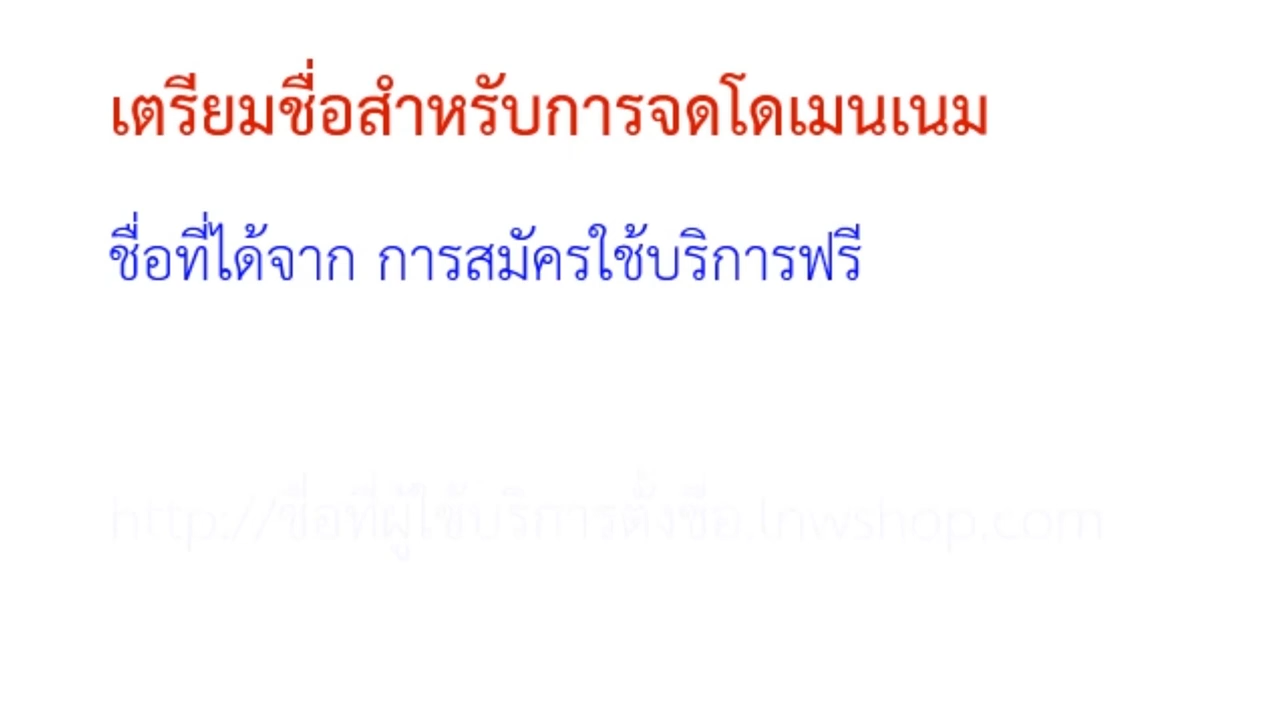 เตรียมชื่อสำหรับการจดโดเมนเนม
ชื่อที่ได้จาก การสมัครใช้บริการฟรี
http://ชื่อที่ผู้ใช้บริการตั้งชื่อ.lnwshop.com